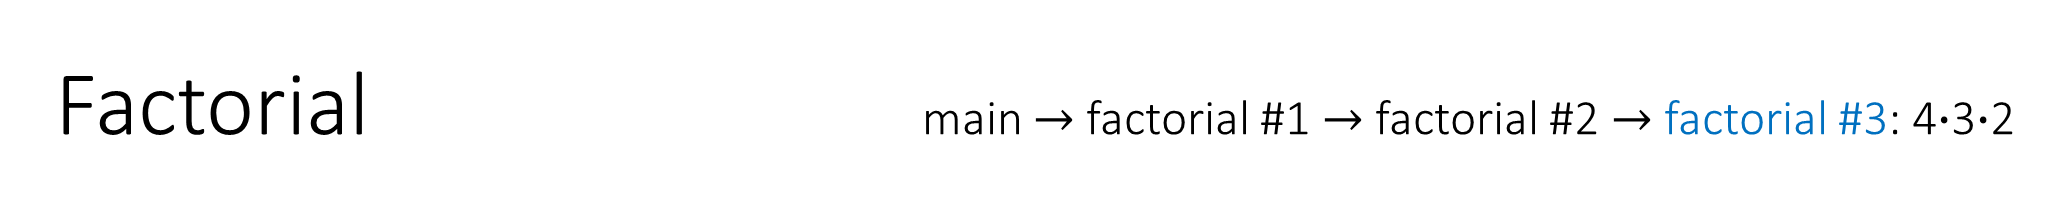 Factorial
main → factorial #1 → factorial #2 → factorial #3: 4·3·2